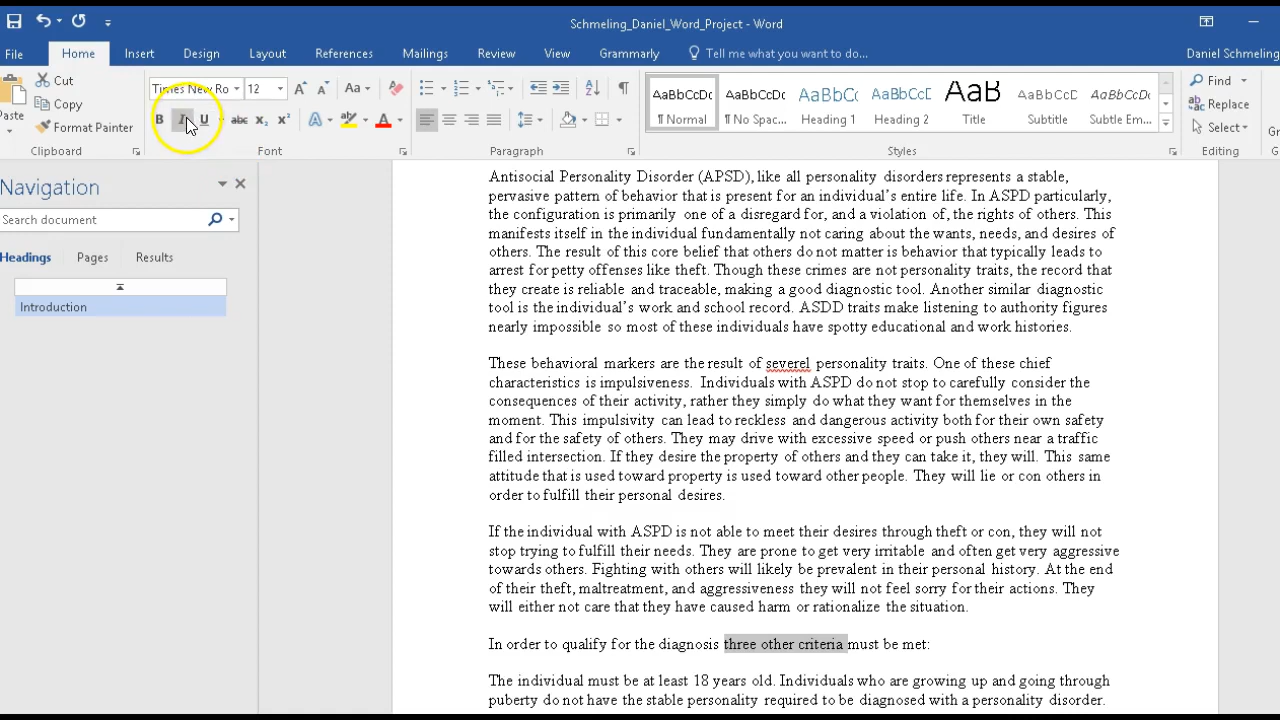 Schmeling_Daniel_Word_Project - Word
File Home Insert Design Layout References Mailings Review View Grammarly Tell me what you want to do... Daniel Schmeling
Cut
Copy
Paste
Format Painter
Clipboard
Times New Ro 12 Aa
B I U abc X₂ X² A A
Font
Paragraph
AaBbCcDc AaBbCcDc AaBbCc AaBbCcD AaB AaBbCcD AaBbCcDc
¶ Normal ¶ No Spac... Heading 1 Heading 2 Title Subtitle Subtle Em...
Styles
Find
Replace
Select
Editing
Navigation
Search document
Headings Pages Results
Introduction
Antisocial Personality Disorder (APSD), like all personality disorders represents a stable,
pervasive pattern of behavior that is present for an individual’s entire life. In ASPD particularly,
the configuration is primarily one of a disregard for, and a violation of, the rights of others. This
manifests itself in the individual fundamentally not caring about the wants, needs, and desires of
others. The result of this core belief that others do not matter is behavior that typically leads to
arrest for petty offenses like theft. Though these crimes are not personality traits, the record that
they create is reliable and traceable, making a good diagnostic tool. Another similar diagnostic
tool is the individual’s work and school record. ASDD traits make listening to authority figures
nearly impossible so most of these individuals have spotty educational and work histories.
These behavioral markers are the result of severel personality traits. One of these chief
characteristics is impulsiveness. Individuals with ASPD do not stop to carefully consider the
consequences of their activity, rather they simply do what they want for themselves in the
moment. This impulsivity can lead to reckless and dangerous activity both for their own safety
and for the safety of others. They may drive with excessive speed or push others near a traffic
filled intersection. If they desire the property of others and they can take it, they will. This same
attitude that is used toward property is used toward other people. They will lie or con others in
order to fulfill their personal desires.
If the individual with ASPD is not able to meet their desires through theft or con, they will not
stop trying to fulfill their needs. They are prone to get very irritable and often get very aggressive
towards others. Fighting with others will likely be prevalent in their personal history. At the end
of their theft, maltreatment, and aggressiveness they will not feel sorry for their actions. They
will either not care that they have caused harm or rationalize the situation.
In order to qualify for the diagnosis three other criteria must be met:
The individual must be at least 18 years old. Individuals who are growing up and going through
puberty do not have the stable personality required to be diagnosed with a personality disorder.